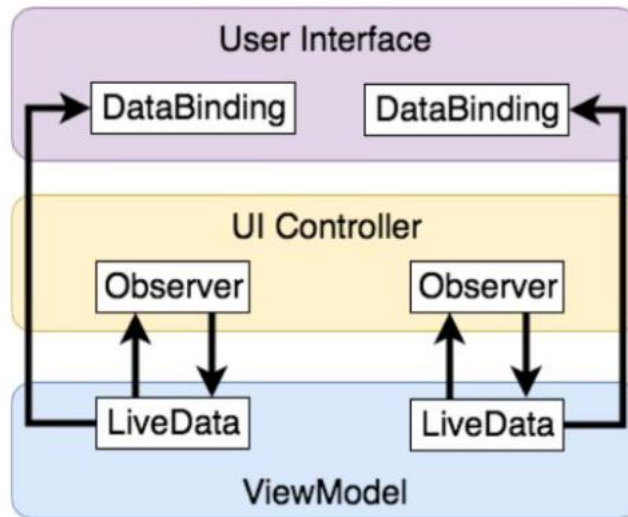 User Interface
DataBinding DataBinding
UI Controller
Observer Observer
LiveData LiveData
ViewModel